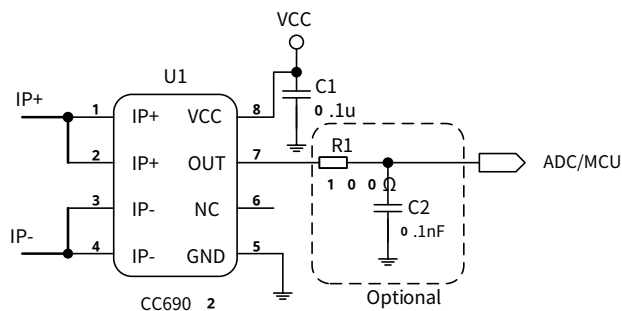 VCC
U1
C1
0.1u
IP+
1 IP+ VCC 8
R1
2 IP+ OUT 7
ADC/MCU
100Ω
3 IP- NC 6
C2
IP-
0.1nF
4 IP- GND 5
Optional
CC6902